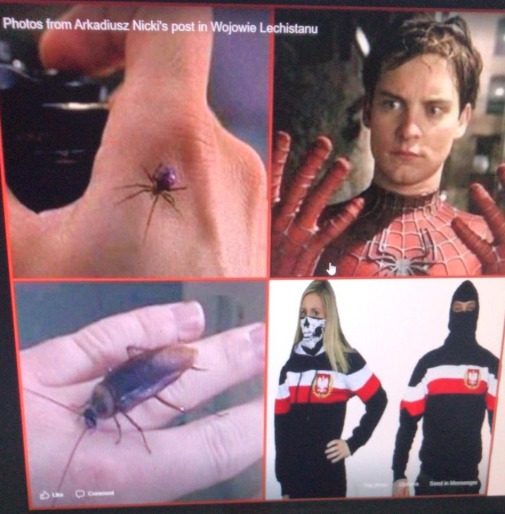 Photos from Arkadiusz Nicki's post in Wojowie Lechistanu
Like Comment
Send in Messenger